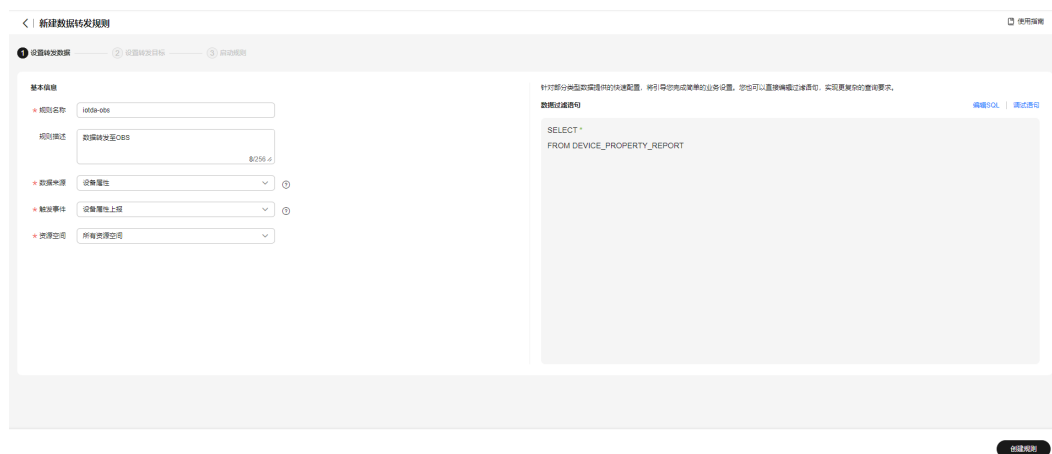 新建数据转发规则
使用指南
1 设置转发数据 2 设置转发目标 3 启动规则
基本信息
* 规则名称 iotda-obs
规则描述 数据转发至OBS
8/256
* 数据来源 设备属性
* 触发事件 设备属性上报
* 资源空间 所有资源空间
针对部分类型数据提供的快速配置，将引导您完成简单的业务设置。您也可以直接编辑过滤语句，实现更复杂的查询要求。
数据过滤语句
编辑SQL | 调试语句
SELECT *
FROM DEVICE_PROPERTY_REPORT
创建规则